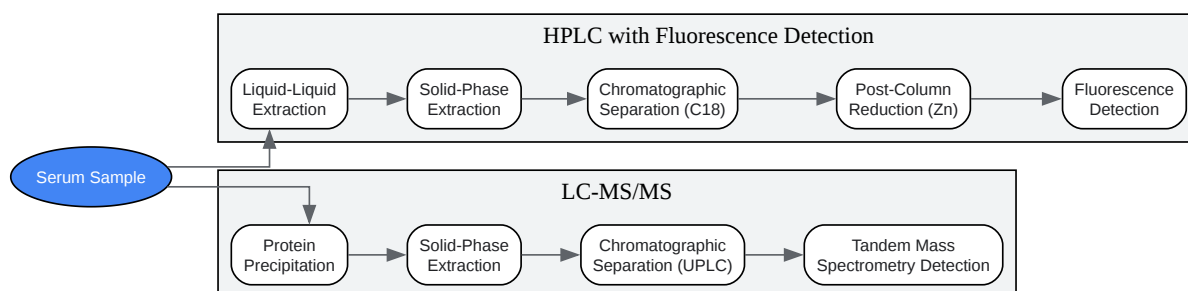 HPLC with Fluorescence Detection
Liquid-Liquid
Extraction
Solid-Phase
Extraction
Chromatographic
Separation (C18)
Post-Column
Reduction (Zn)
Fluorescence
Detection
Serum Sample
LC-MS/MS
Protein
Precipitation
Solid-Phase
Extraction
Chromatographic
Separation (UPLC)
Tandem Mass
Spectrometry Detection